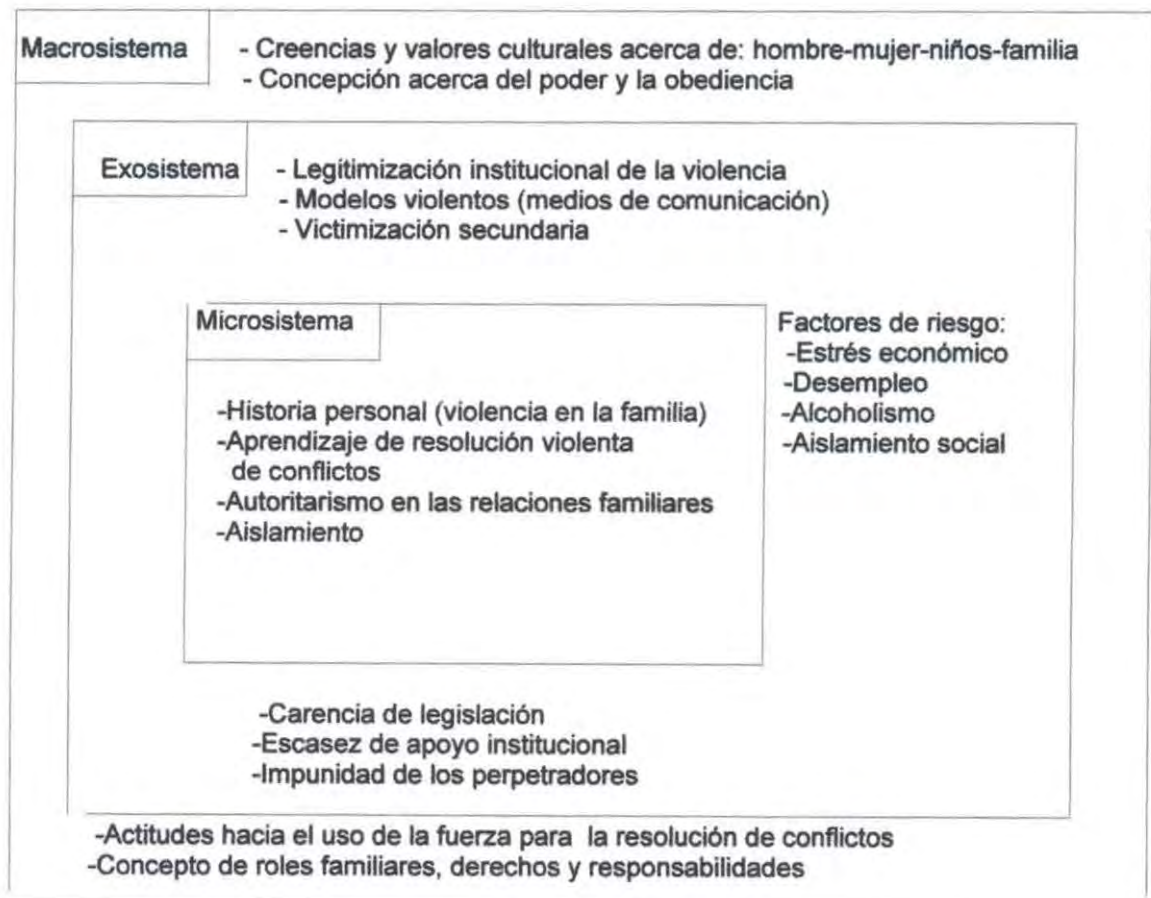 Macrosistema - Creencias y valores culturales acerca de: hombre-mujer-niños-familia
- Concepción acerca del poder y la obediencia
Exosistema - Legitimización institucional de la violencia
- Modelos violentos (medios de comunicación)
- Victimización secundaria
Microsistema
-Historia personal (violencia en la familia)
-Aprendizaje de resolución violenta
de conflictos
-Autoritarismo en las relaciones familiares
-Aislamiento
Factores de riesgo:
-Estrés económico
-Desempleo
-Alcoholismo
-Aislamiento social
-Carencia de legislación
-Escasez de apoyo institucional
-Impunidad de los perpetradores
-Actitudes hacia el uso de la fuerza para la resolución de conflictos
-Concepto de roles familiares, derechos y responsabilidades